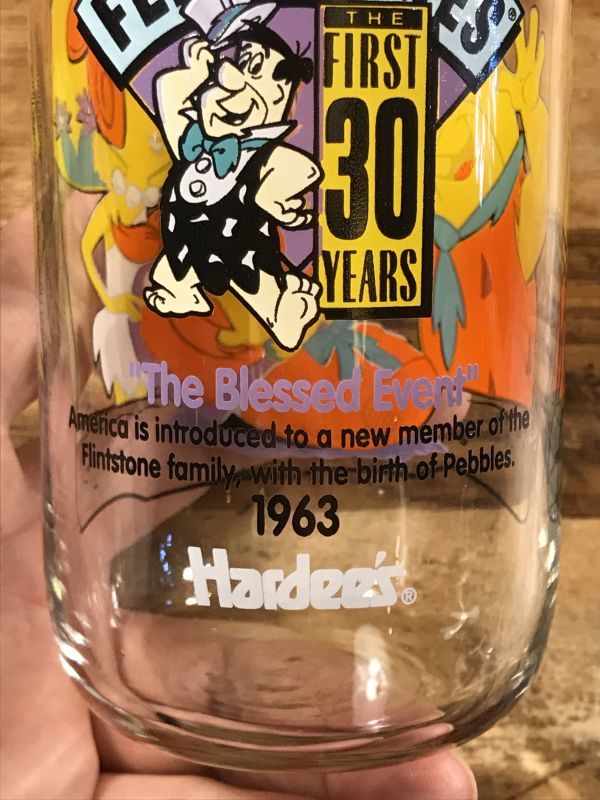 THE
FIRST
30
YEARS
"The Blessed Event"
America is introduced to a new member of the
Flintstone family, with the birth of Pebbles.
1963
Hardee's®